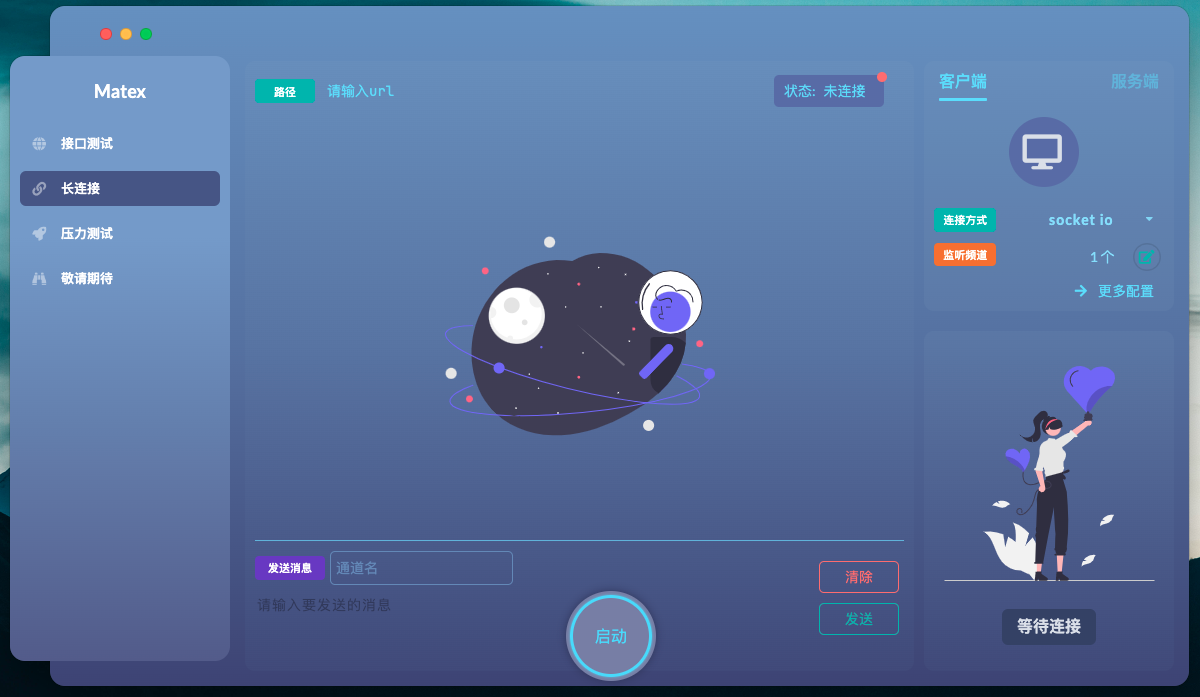 Matex
接口测试
长连接
压力测试
敬请期待
路径 请输入url
状态: 未连接
发送消息 通道名
请输入要发送的消息
清除
发送
启动
客户端 服务端
连接方式 socket io
监听频道 1个
更多配置
等待连接